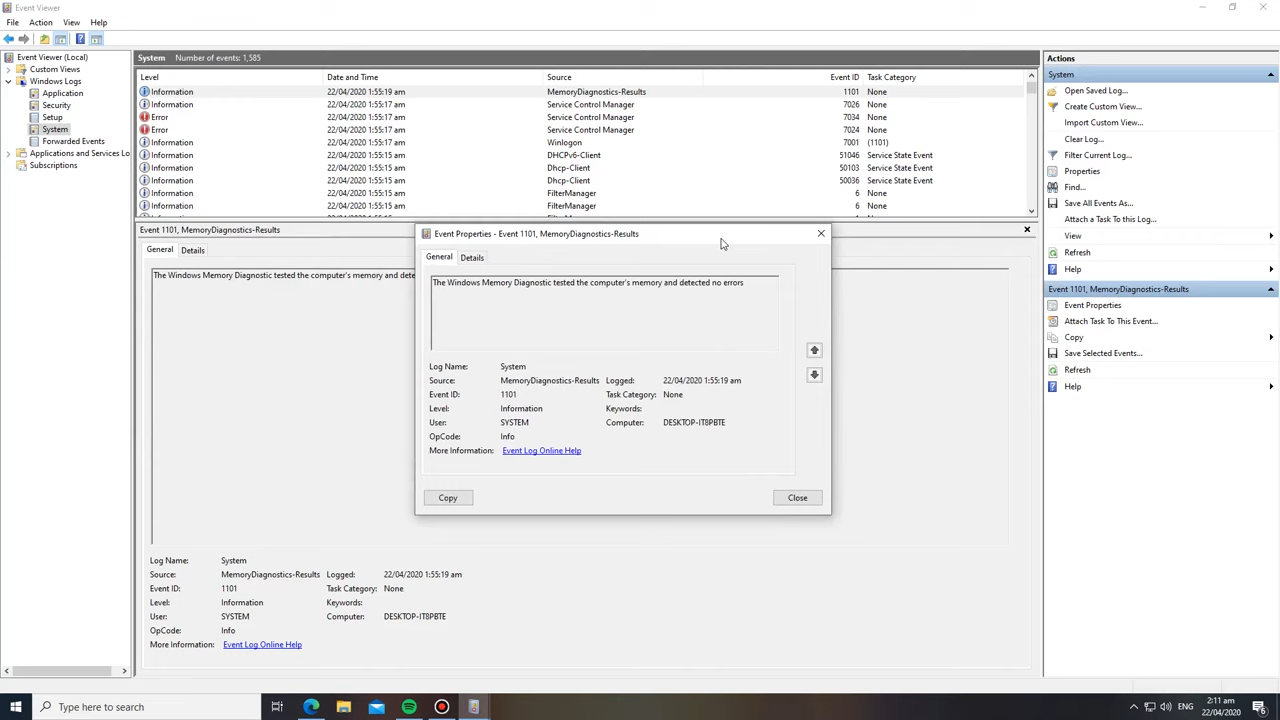 Event Viewer
File Action View Help
Event Viewer (Local)
Custom Views
Windows Logs
Application
Security
Setup
System
Forwarded Events
Applications and Services Lo
Subscriptions
System Number of events: 1,585
Level Date and Time Source Event ID Task Category
Information 22/04/2020 1:55:19 am MemoryDiagnostics-Results 1101 None
Information 22/04/2020 1:55:17 am Service Control Manager 7026 None
Error 22/04/2020 1:55:17 am Service Control Manager 7034 None
Error 22/04/2020 1:55:17 am Service Control Manager 7024 None
Information 22/04/2020 1:55:17 am Winlogon 7001 (1101)
Information 22/04/2020 1:55:15 am DHCPv6-Client 51046 Service State Event
Information 22/04/2020 1:55:15 am Dhcp-Client 50103 Service State Event
Information 22/04/2020 1:55:15 am Dhcp-Client 50036 Service State Event
Information 22/04/2020 1:55:15 am FilterManager 6 None
Information 22/04/2020 1:55:15 am FilterManager 6 None
Event 1101, MemoryDiagnostics-Results
General Details
The Windows Memory Diagnostic tested the computer's memory and dete
Log Name: System
Source: MemoryDiagnostics-Results Logged: 22/04/2020 1:55:19 am
Event ID: 1101 Task Category: None
Level: Information Keywords:
User: SYSTEM Computer: DESKTOP-IT8PBTE
OpCode: Info
More Information: Event Log Online Help
Event Properties - Event 1101, MemoryDiagnostics-Results
General Details
The Windows Memory Diagnostic tested the computer's memory and detected no errors
Log Name: System
Source: MemoryDiagnostics-Results Logged: 22/04/2020 1:55:19 am
Event ID: 1101 Task Category: None
Level: Information Keywords:
User: SYSTEM Computer: DESKTOP-IT8PBTE
OpCode: Info
More Information: Event Log Online Help
Copy Close
Actions
System
Open Saved Log...
Create Custom View...
Import Custom View...
Clear Log...
Filter Current Log...
Properties
Find...
Save All Events As...
Attach a Task to this Log...
View
Refresh
Help
Event 1101, MemoryDiagnostics-Results
Event Properties
Attach Task To This Event...
Copy
Save Selected Events...
Refresh
Help
Type here to search
ENG
2:11 am
22/04/2020
6